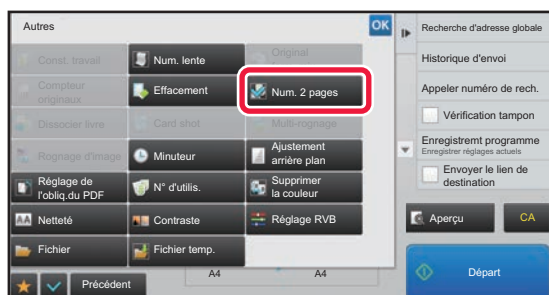 Autres
OK
Const. travail
Num. lente
Original
Compteur
originaux
Effacement
Num. 2 pages
Dissocier livre
Card shot
Multi-rognage
Rognage d'image
Minuteur
Ajustement
arrière plan
Réglage de
l'obliq.du PDF
N° d'utilis.
Supprimer
la couleur
Netteté
Contraste
Réglage RVB
Fichier
Fichier temp.
Précédent
A4
A4
Recherche d'adresse globale
Historique d'envoi
Appeler numéro de rech.
Vérification tampon
Enregistremt programme
Enregistrer réglages actuels
Envoyer le lien de
destination
Aperçu
CA
Départ